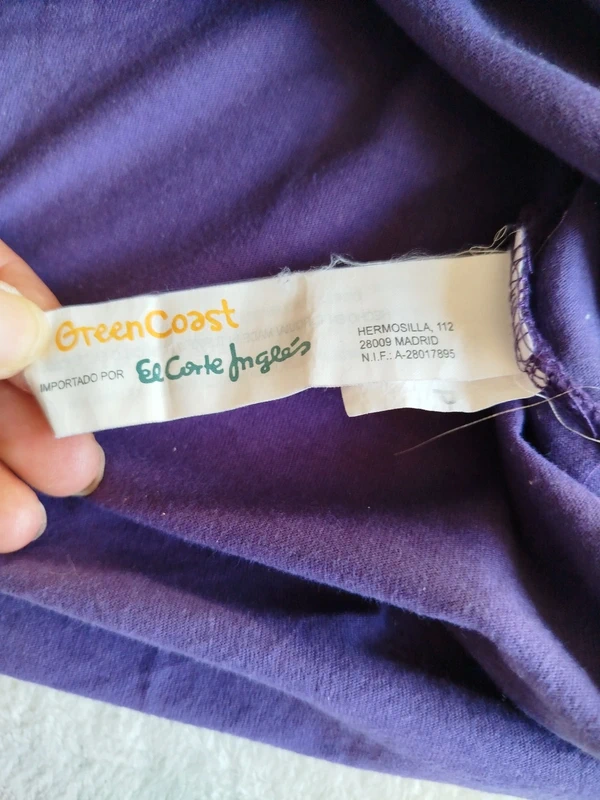 GreenCoast
IMPORTADO POR El Corte Inglés
HERMOSILLA, 112
28009 MADRID
N.I.F.: A-28017895